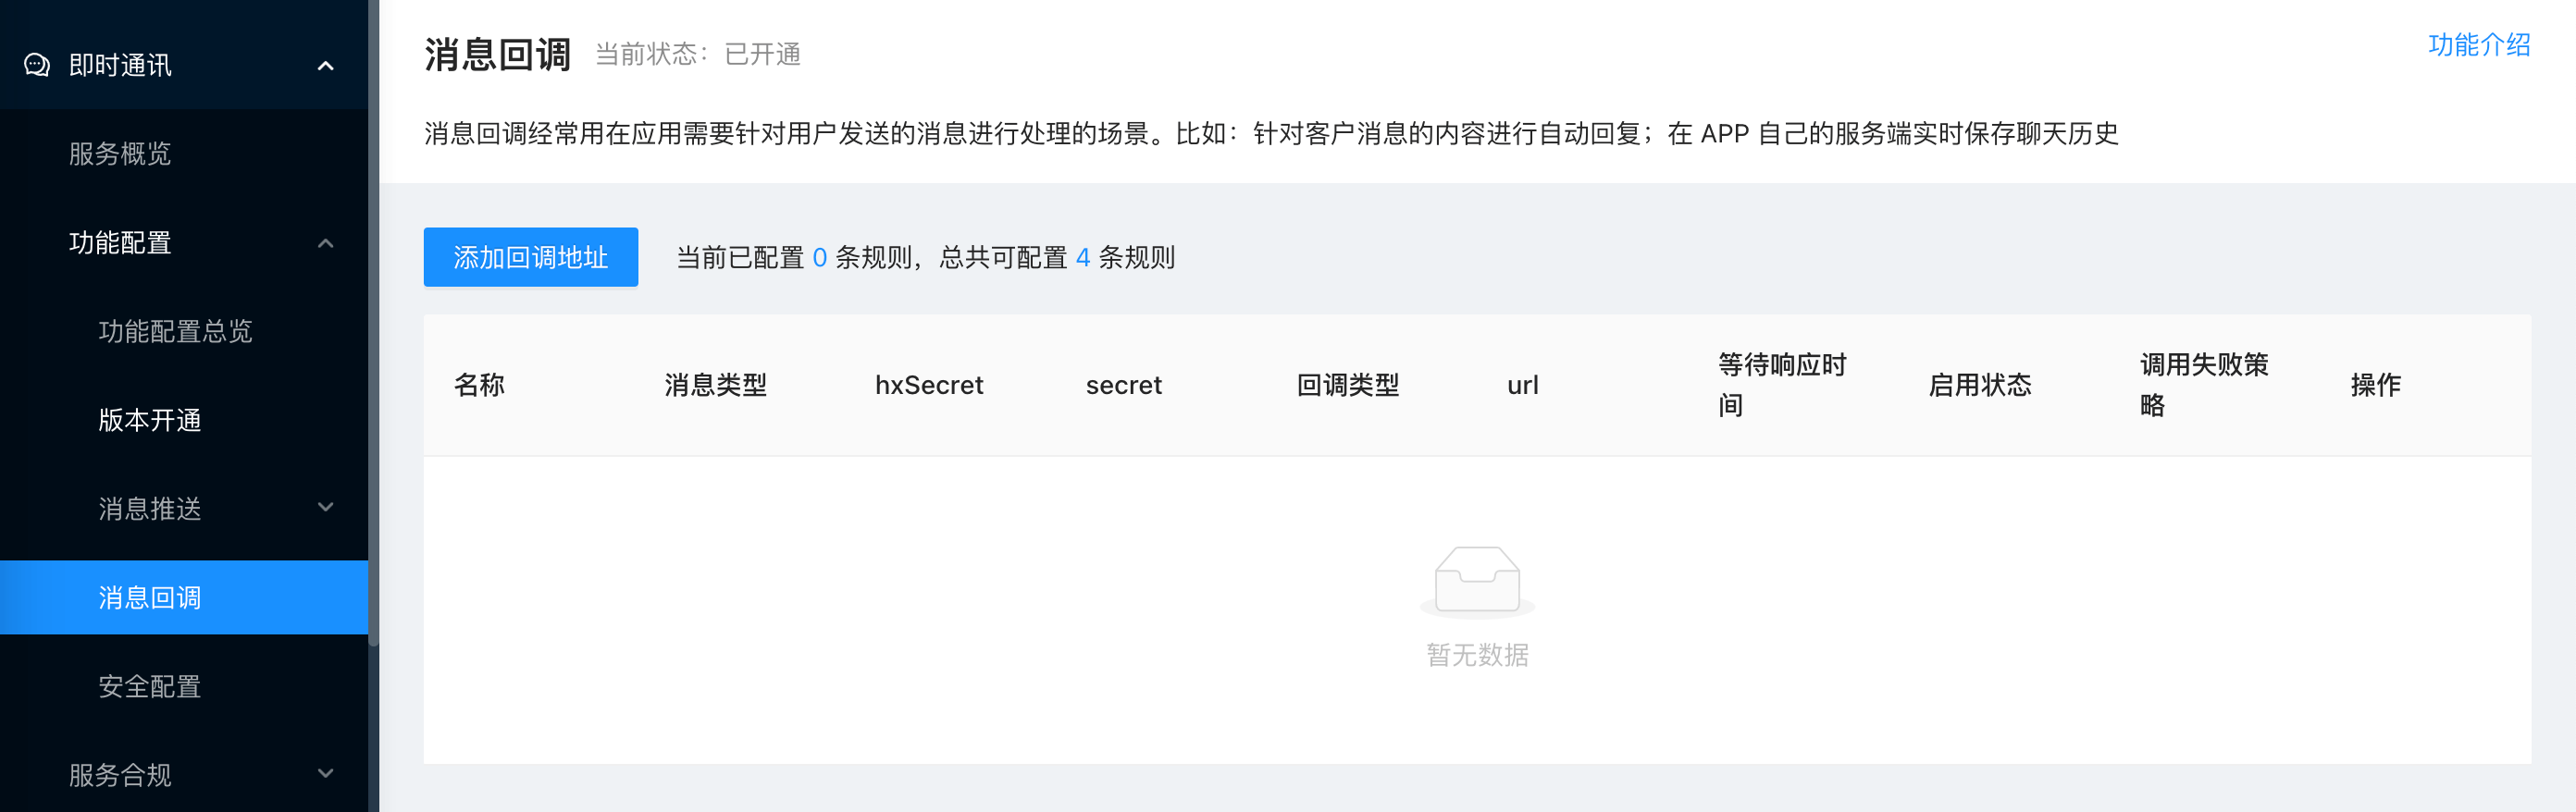 即时通讯
服务概览
功能配置
功能配置总览
版本开通
消息推送
消息回调
安全配置
服务合规
消息回调 当前状态：已开通
功能介绍
消息回调经常用在应用需要针对用户发送的消息进行处理的场景。比如：针对客户消息的内容进行自动回复；在 APP 自己的服务端实时保存聊天历史
添加回调地址 当前已配置 0 条规则，总共可配置 4 条规则
名称 消息类型 hxSecret secret 回调类型 url 等待响应时间 启用状态 调用失败策略 操作
暂无数据